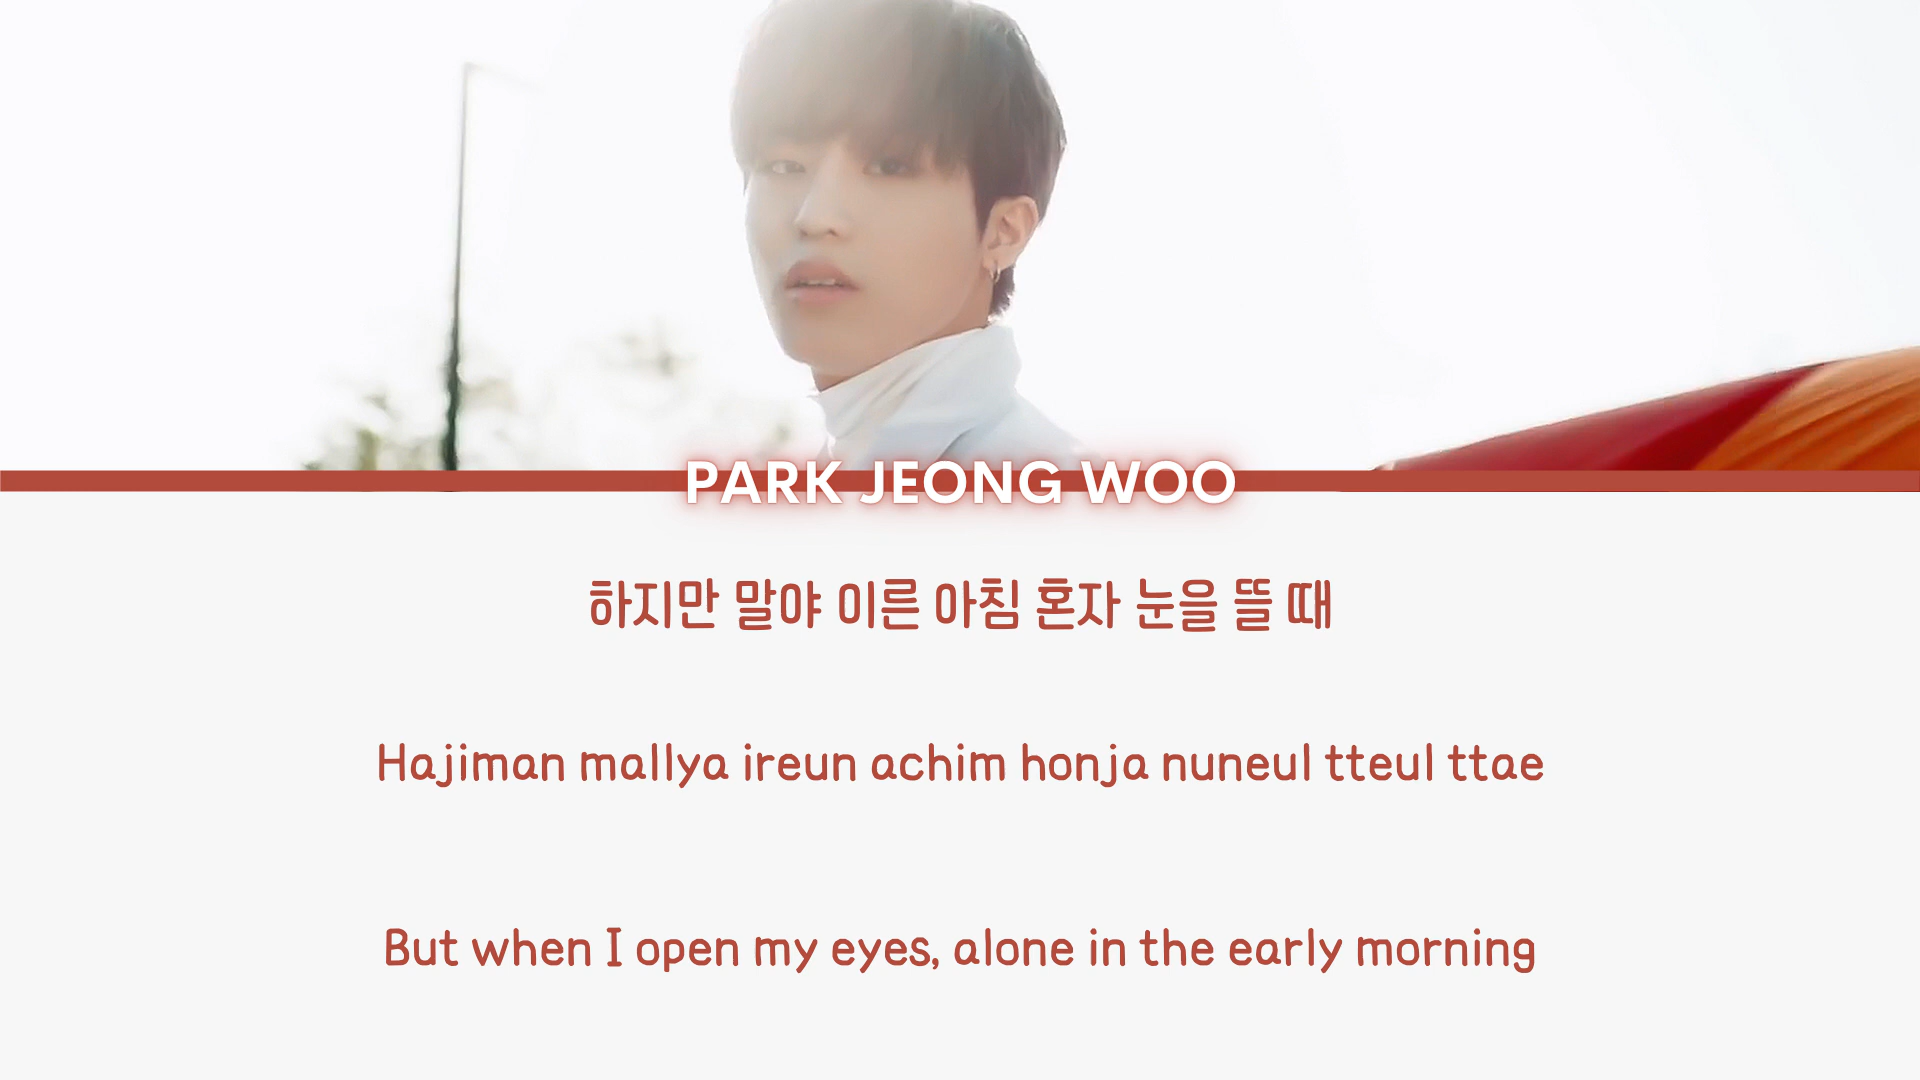 PARK JEONG WOO
하지만 말야 이른 아침 혼자 눈을 뜰 때
Hajiman mallya ireun achim honja nuneul tteul ttae
But when I open my eyes, alone in the early morning